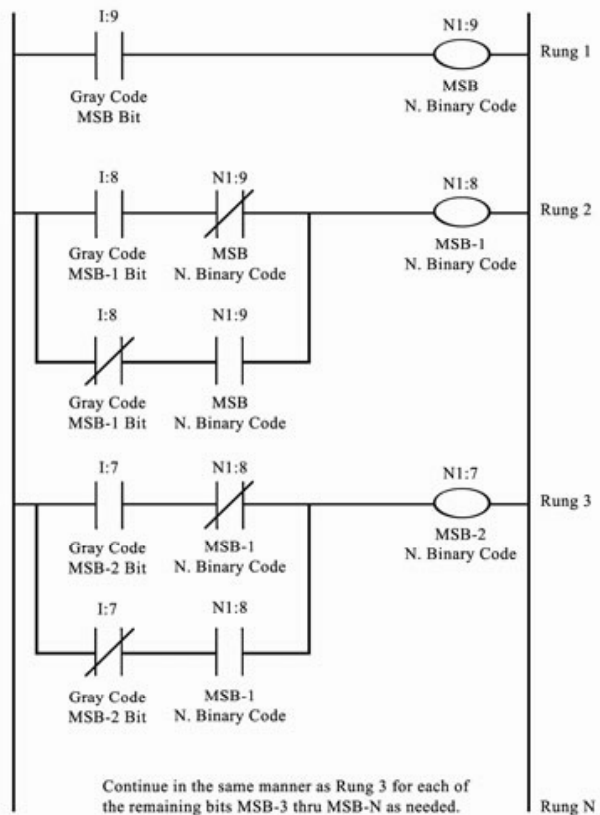 I:9
N1:9
Rung 1
Gray Code
MSB Bit
MSB
N. Binary Code
I:8
N1:9
N1:8
Rung 2
Gray Code
MSB-1 Bit
MSB
N. Binary Code
MSB-1
N. Binary Code
I:8
N1:9
Gray Code
MSB-1 Bit
MSB
N. Binary Code
I:7
N1:8
N1:7
Rung 3
Gray Code
MSB-2 Bit
MSB-1
N. Binary Code
MSB-2
N. Binary Code
I:7
N1:8
Gray Code
MSB-2 Bit
MSB-1
N. Binary Code
Continue in the same manner as Rung 3 for each of
the remaining bits MSB-3 thru MSB-N as needed.
Rung N